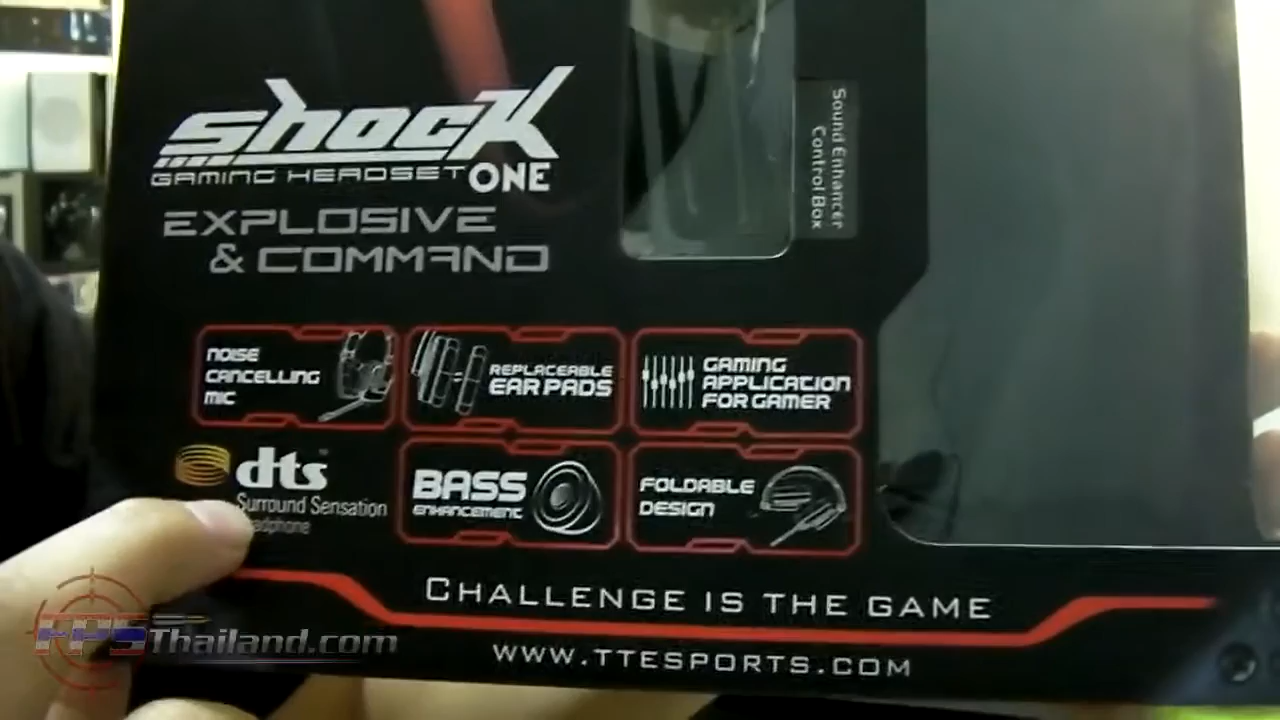 Shock
GAMING HEADSET ONE
EXPLOSIVE
& COMMAND
Sound Enhancer
Control Box
NOISE
CANCELLING
MIC
REPLACEABLE
EAR PADS
GAMING
APPLICATION
FOR GAMER
dts
Surround Sensation
BASS
ENHANCEMENT
FOLDABLE
DESIGN
CHALLENGE IS THE GAME
WWW.TTESPORTS.COM
FPSThailand.com